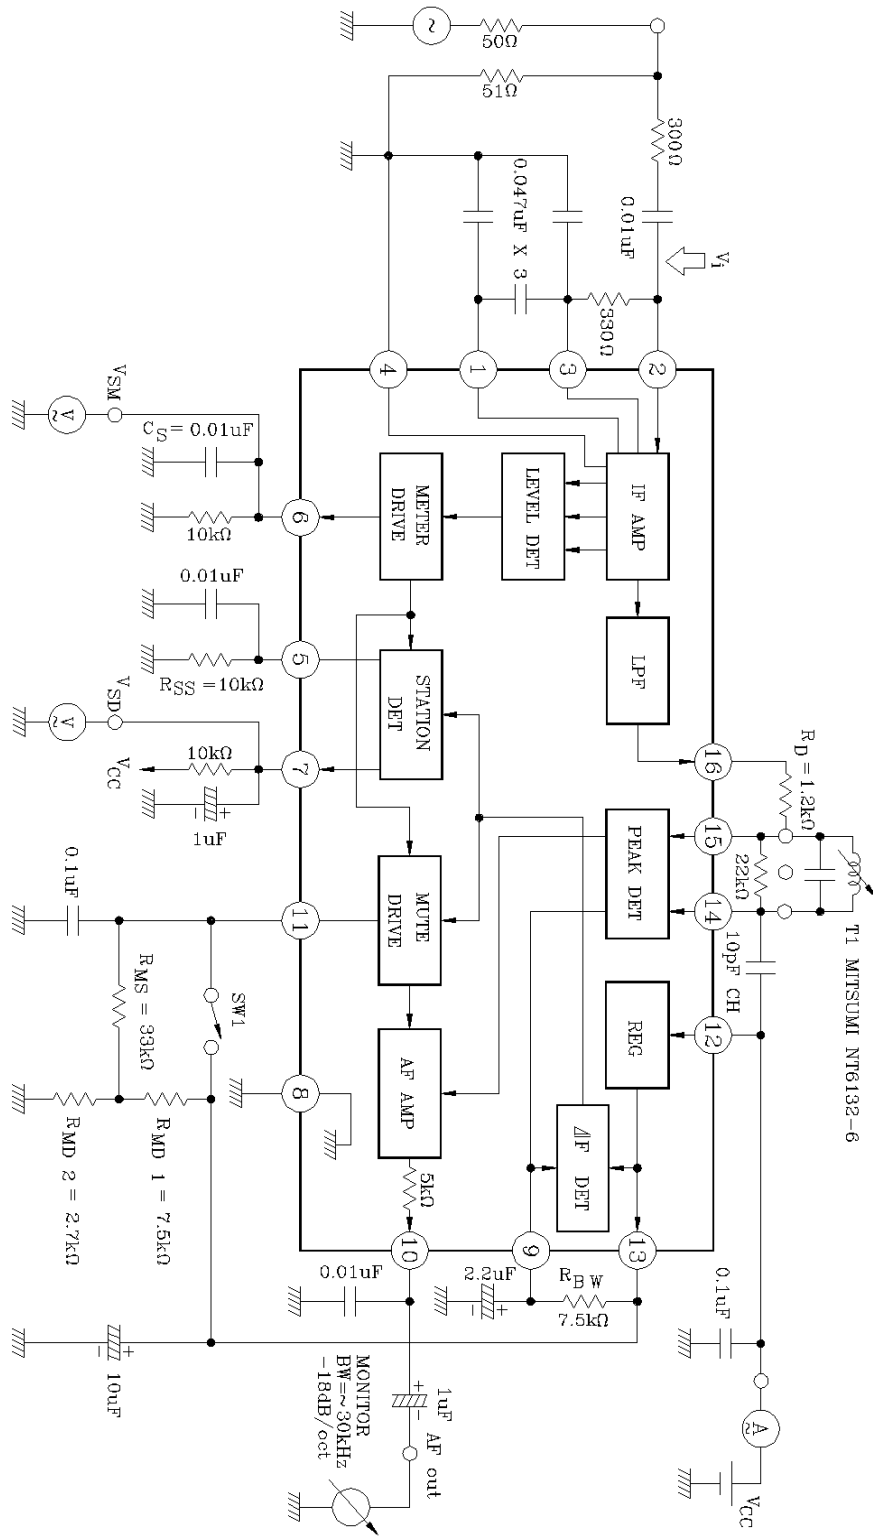 ~
50Ω
51Ω
300Ω
0.01uF
Vi
0.047uF X 3
330Ω
4
1
3
2
VSM
V~
CS = 0.01uF
10kΩ
6
METER DRIVE
LEVEL DET
IF AMP
LPF
0.01uF
RSS = 10kΩ
5
STATION DET
VSD
V~
VCC
10kΩ
-
+
1uF
7
16
RD = 1.2kΩ
15
14
22kΩ
T1 MITSUMI NT6132-6
10pF CH
12
PEAK DET
REG
0.1uF
11
MUTE DRIVE
SW1
RMS = 33kΩ
RMD 1 = 7.5kΩ
RMD 2 = 2.7kΩ
8
AF AMP
5kΩ
ΔF DET
10
9
13
0.01uF
2.2uF
-
+
RBW
7.5kΩ
0.1uF
-
+
10uF
MONITOR
BW=~30kHz
-18dB/oct
+
-
1uF
AF out
A~
VCC